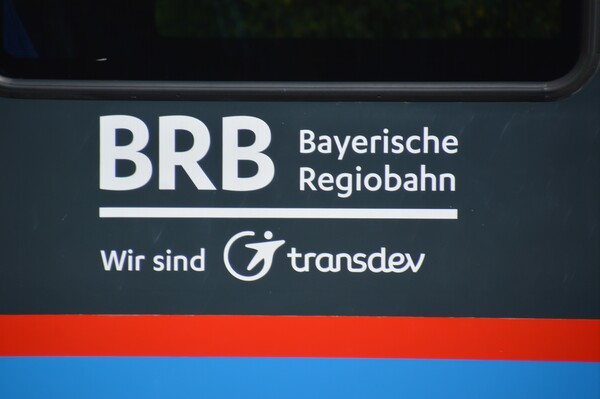 BRB Bayerische
Regiobahn
Wir sind transdev